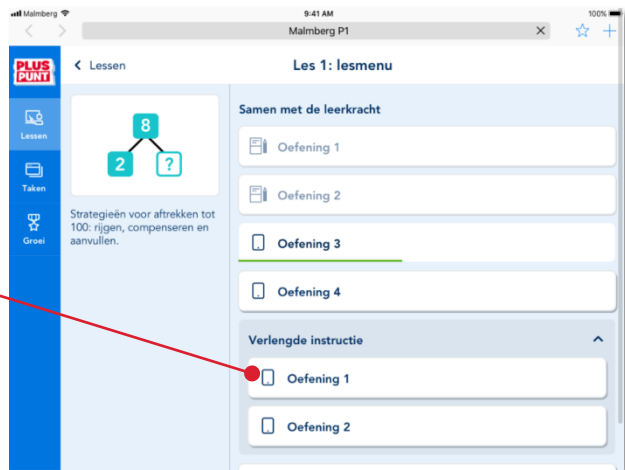 Malmberg
9:41 AM
100%
Malmberg P1
PLUS
PUNT
Lessen
Les 1: lesmenu
Lessen
Taken
Groei
8
2
?
Strategieën voor aftrekken tot
100: rijgen, compenseren en
aanvullen.
Samen met de leerkracht
Oefening 1
Oefening 2
Oefening 3
Oefening 4
Verlengde instructie
Oefening 1
Oefening 2